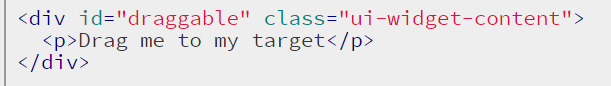 <div id="draggable" class="ui-widget-content">
  <p>Drag me to my target</p>
</div>